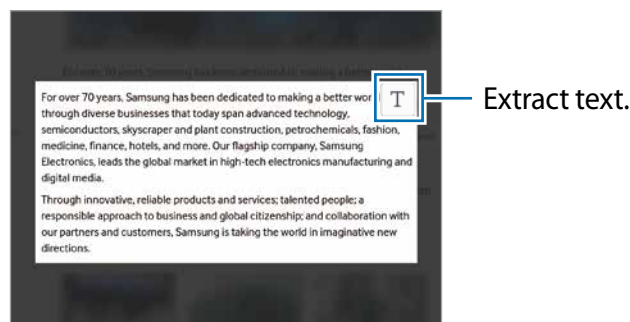 For over 70 years, Samsung has been dedicated to making a better
T
Extract text.
through diverse businesses that today span advanced technology,
semiconductors, skyscraper and plant construction, petrochemicals, fashion,
medicine, finance, hotels, and more. Our flagship company, Samsung
Electronics, leads the global market in high-tech electronics manufacturing and
digital media.
Through innovative, reliable products and services; talented people; a
responsible approach to business and global citizenship; and collaboration with
our partners and customers, Samsung is taking the world in imaginative new
directions.